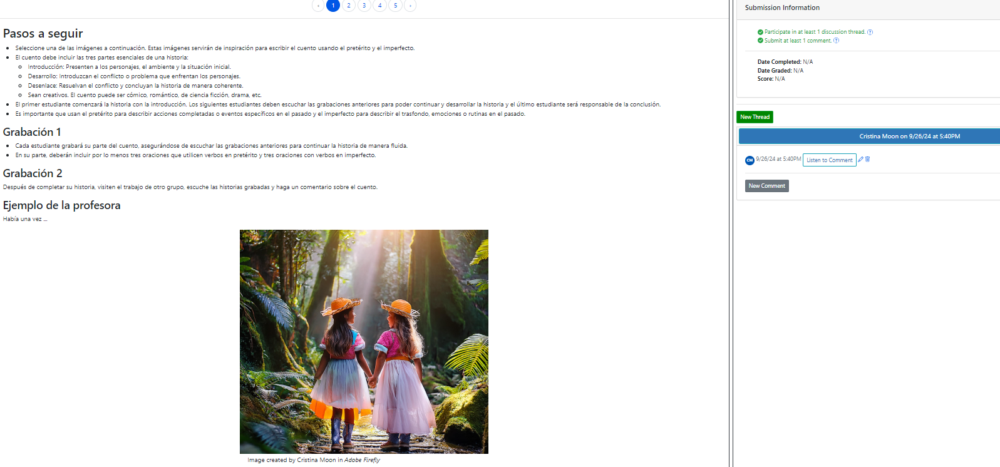 ‹ 1 2 3 4 5 ›
Pasos a seguir
Seleccione una de las imágenes a continuación. Estas imágenes servirán de inspiración para escribir el cuento usando el pretérito y el imperfecto.
El cuento debe incluir las tres partes esenciales de una historia:
Introducción: Presenten a los personajes, el ambiente y la situación inicial.
Desarrollo: Introduzcan el conflicto o problema que enfrentan los personajes.
Desenlace: Resuelvan el conflicto y concluyan la historia de manera coherente.
Sean creativos. El cuento puede ser cómico, romántico, de ciencia ficción, drama, etc.
El primer estudiante comenzará la historia con la introducción. Los siguientes estudiantes deben escuchar las grabaciones anteriores para poder continuar y desarrollar la historia y el último estudiante será responsable de la conclusión.
Es importante que usan el pretérito para describir acciones completadas o eventos específicos en el pasado y el imperfecto para describir el trasfondo, emociones o rutinas en el pasado.
Grabación 1
Cada estudiante grabará su parte del cuento, asegurándose de escuchar las grabaciones anteriores para continuar la historia de manera fluida.
En su parte, deberán incluir por lo menos tres oraciones que utilicen verbos en pretérito y tres oraciones con verbos en imperfecto.
Grabación 2
Después de completar su historia, visiten el trabajo de otro grupo, escuche las historias grabadas y haga un comentario sobre el cuento.
Ejemplo de la profesora
Había una vez ...
Image created by Cristina Moon in Adobe Firefly
Submission Information
Participate in at least 1 discussion thread. ?
Submit at least 1 comment. ?
Date Completed: N/A
Date Graded: N/A
Score: N/A
New Thread
Cristina Moon on 9/26/24 at 5:40PM
CM 9/26/24 at 5:40PM Listen to Comment
New Comment